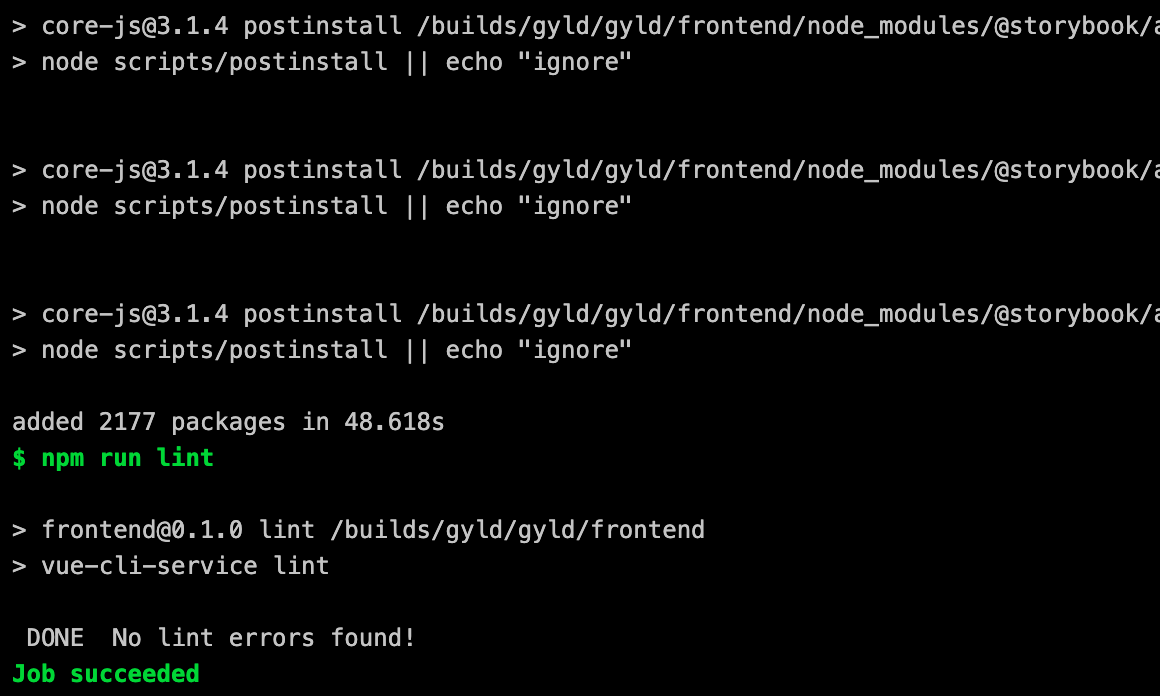 > core-js@3.1.4 postinstall /builds/gyld/gyld/frontend/node_modules/@storybook/a
> node scripts/postinstall || echo "ignore"
> core-js@3.1.4 postinstall /builds/gyld/gyld/frontend/node_modules/@storybook/a
> node scripts/postinstall || echo "ignore"
> core-js@3.1.4 postinstall /builds/gyld/gyld/frontend/node_modules/@storybook/a
> node scripts/postinstall || echo "ignore"
added 2177 packages in 48.618s
$ npm run lint
> frontend@0.1.0 lint /builds/gyld/gyld/frontend
> vue-cli-service lint
DONE  No lint errors found!
Job succeeded